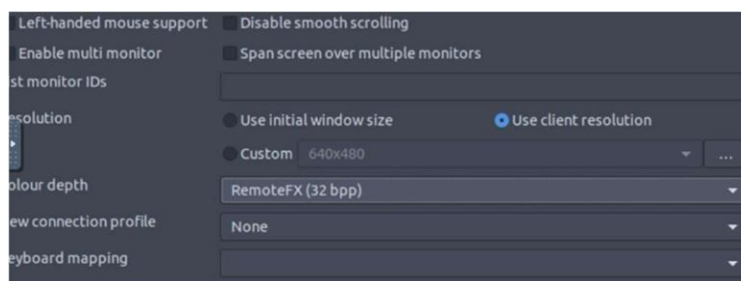 Left-handed mouse support Disable smooth scrolling
Enable multi monitor Span screen over multiple monitors
st monitor IDs
esolution Use initial window size Use client resolution
Custom 640x480 ...
olour depth RemoteFX (32 bpp)
ew connection profile None
eyboard mapping